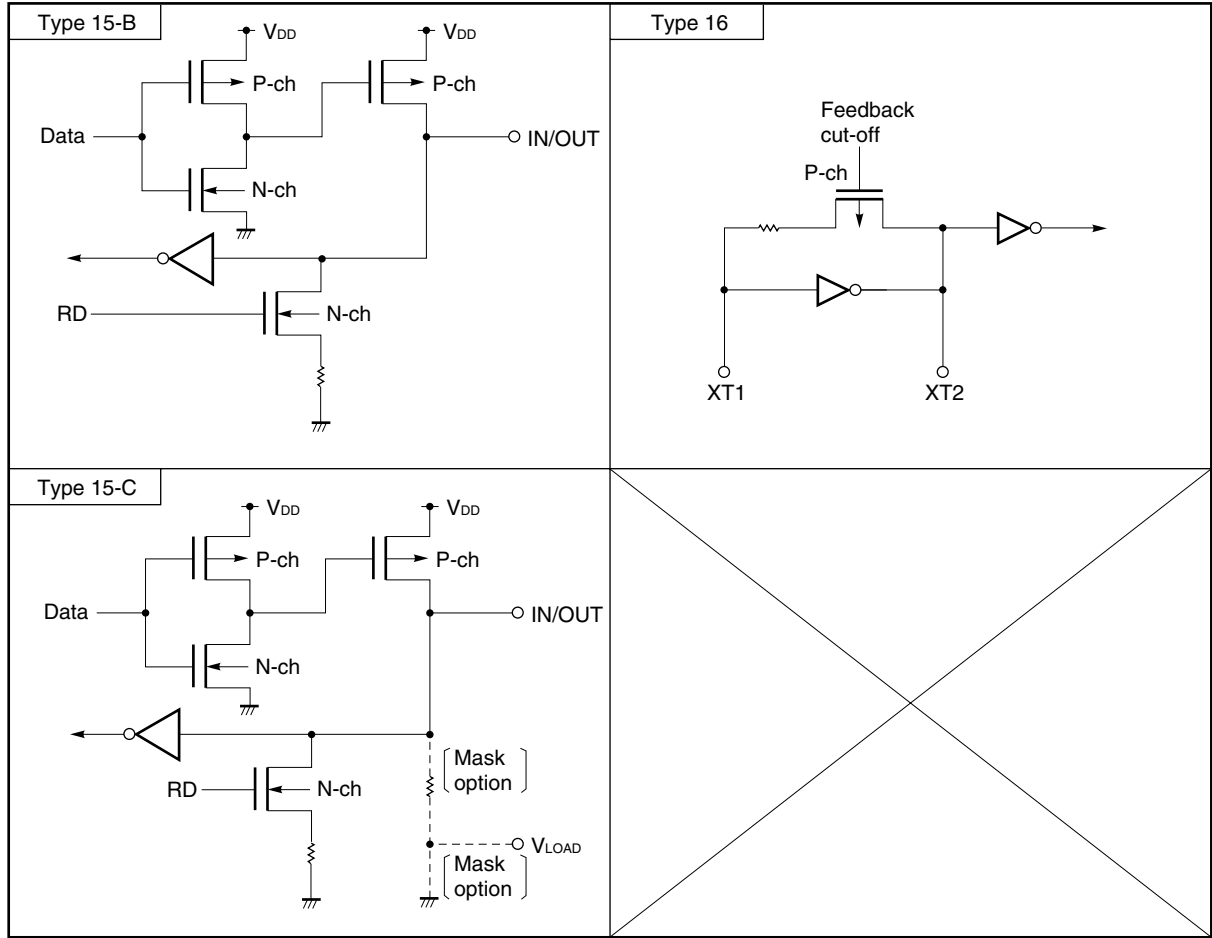 Type 15-B
VDD
VDD
P-ch
P-ch
Data
IN/OUT
N-ch
RD
N-ch
Type 16
Feedback
cut-off
P-ch
XT1
XT2
Type 15-C
VDD
VDD
P-ch
P-ch
Data
IN/OUT
N-ch
RD
N-ch
Mask
option
VLOAD
Mask
option